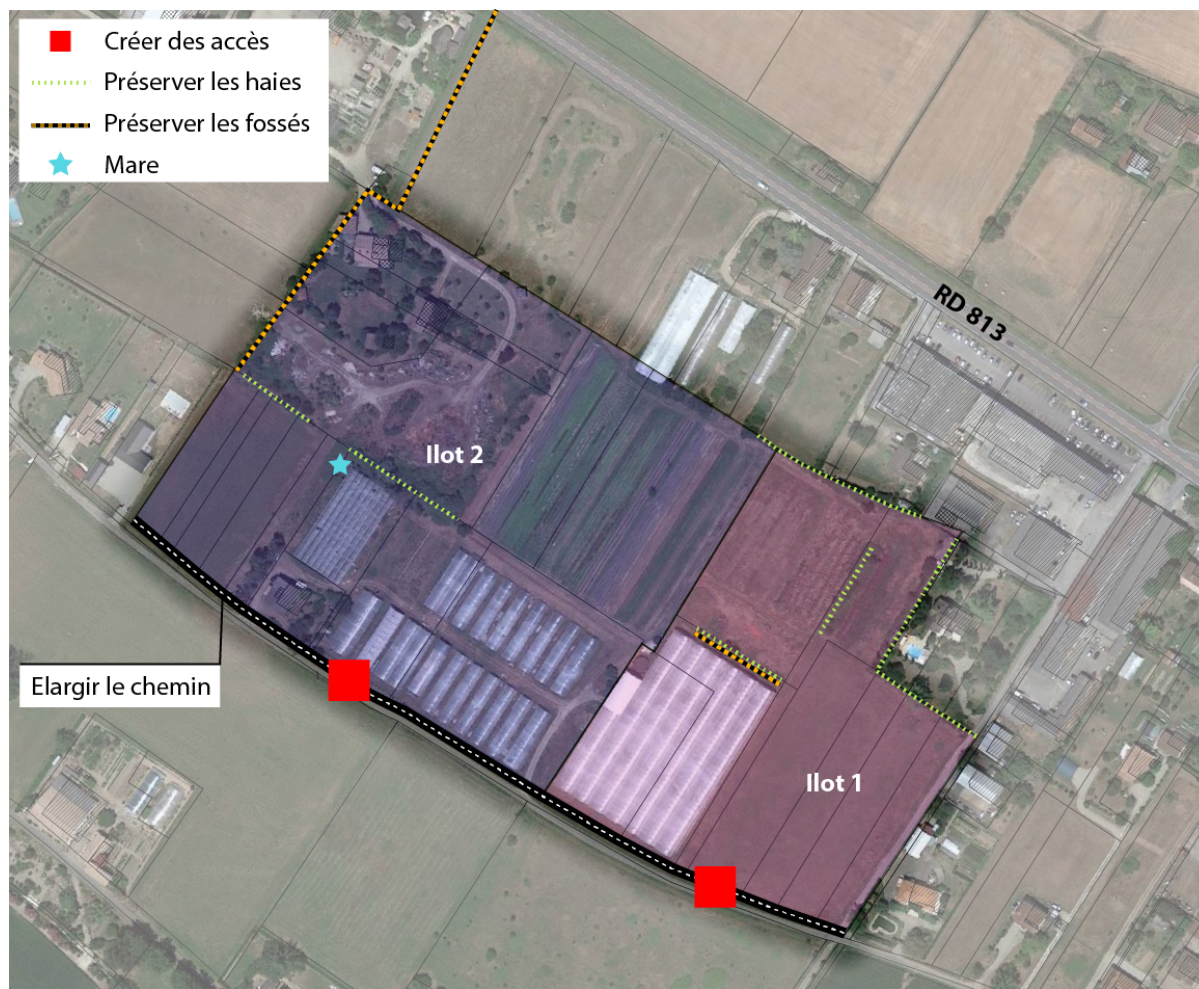 Créer des accès
Préserver les haies
Préserver les fossés
Mare
RD 813
Ilot 2
Elargir le chemin
Ilot 1